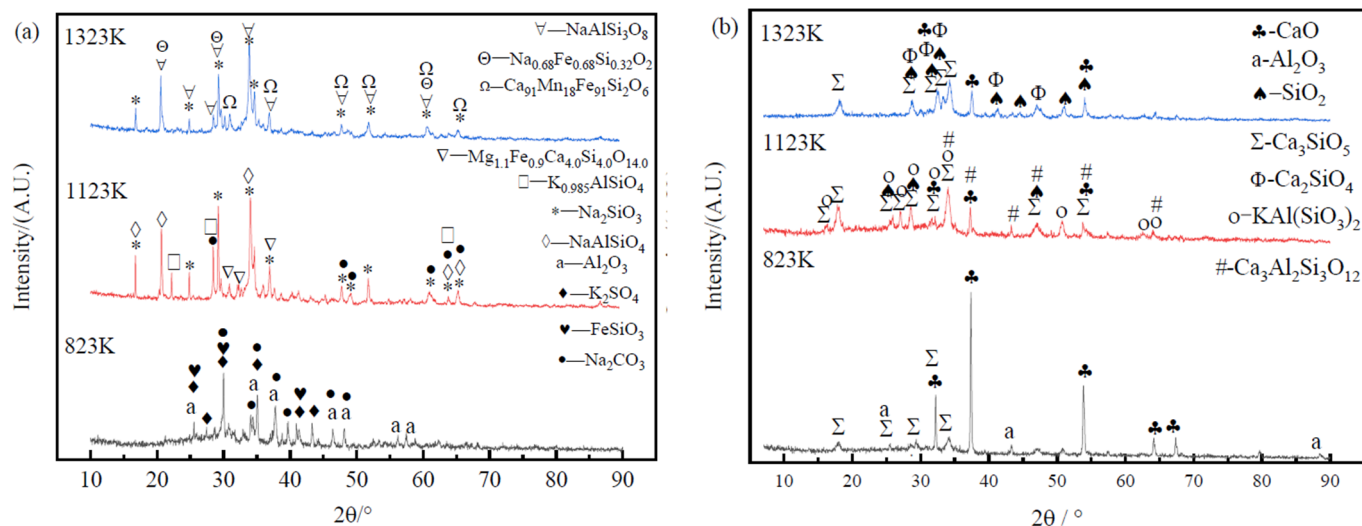 (a)
1323K
∀—NaAlSi₃O₈
Θ—Na₀.₆₈Fe₀.₆₈Si₀.₃₂O₂
Ω—Ca₉₁Mn₁₈Fe₉₁Si₂O₆
1123K
▽—Mg₁.₁Fe₀.₉Ca₄.₀Si₄.₀O₁₄.₀
□—K₀.₉₈₅AlSiO₄
*—Na₂SiO₃
◇—NaAlSiO₄
a—Al₂O₃
◆—K₂SO₄
823K
♥—FeSiO₃
●—Na₂CO₃
Intensity/(A.U.)
10 20 30 40 50 60 70 80 90
2θ/°
(b)
1323K
♣-CaO
a-Al₂O₃
♠–SiO₂
1123K
Σ-Ca₃SiO₅
Φ-Ca₂SiO₄
o-KAl(SiO₃)₂
823K
#-Ca₃Al₂Si₃O₁₂
Intensity/(A.U.)
10 20 30 40 50 60 70 80 90
2θ /°